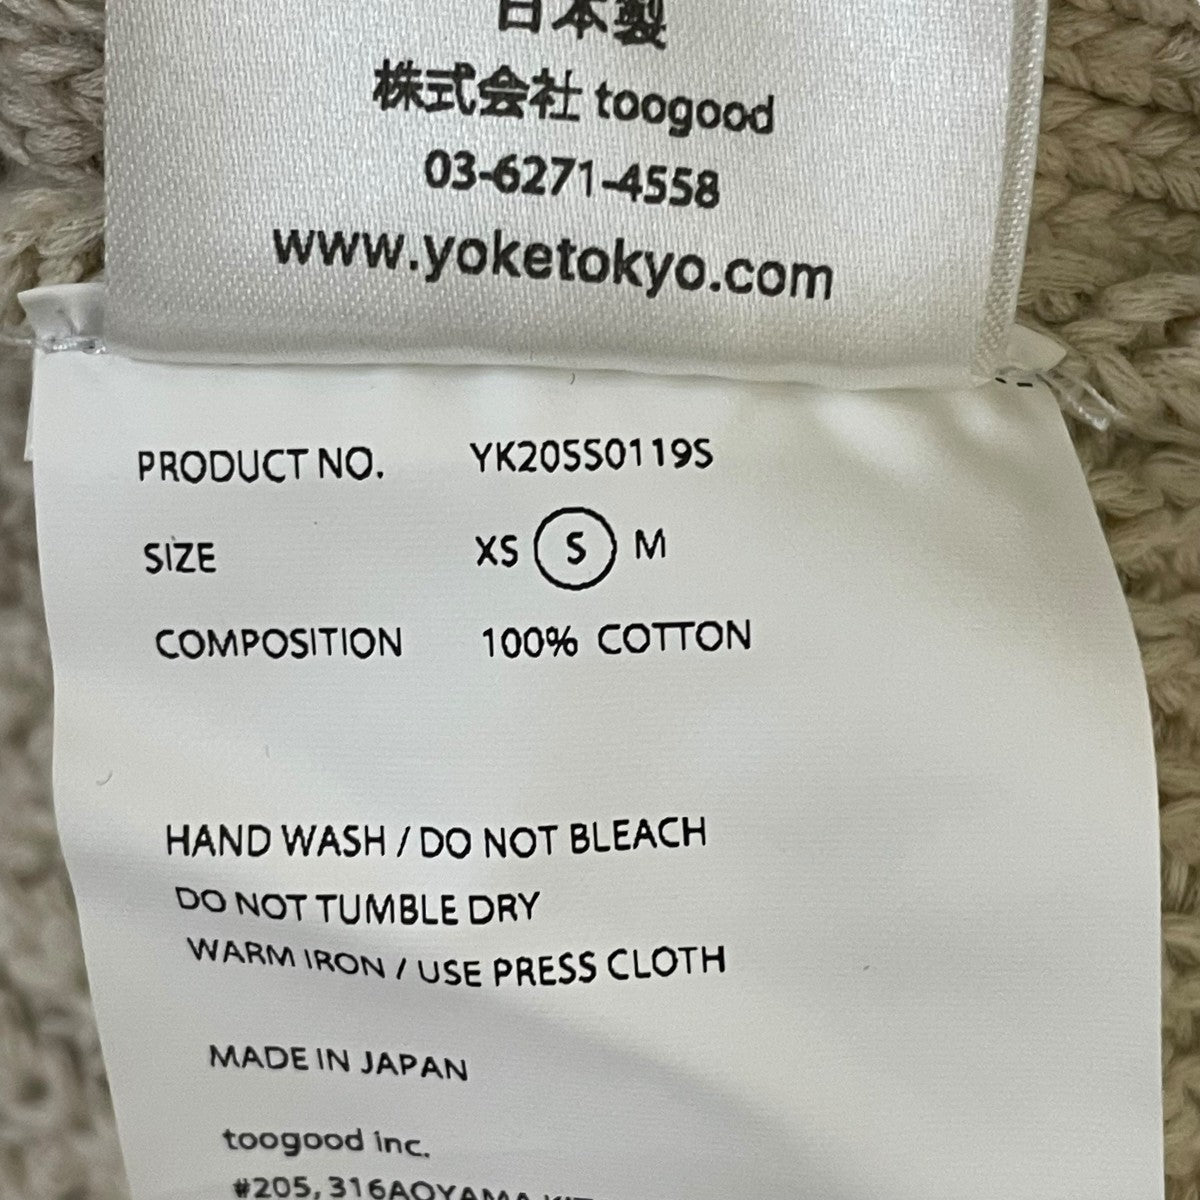 日本製
株式会社 toogood
03-6271-4558
www.yoketokyo.com
PRODUCT NO. YK20SS0119S
SIZE XS S M
COMPOSITION 100% COTTON
HAND WASH / DO NOT BLEACH
DO NOT TUMBLE DRY
WARM IRON / USE PRESS CLOTH
MADE IN JAPAN
toogood inc.
#205, 316AOYAMA